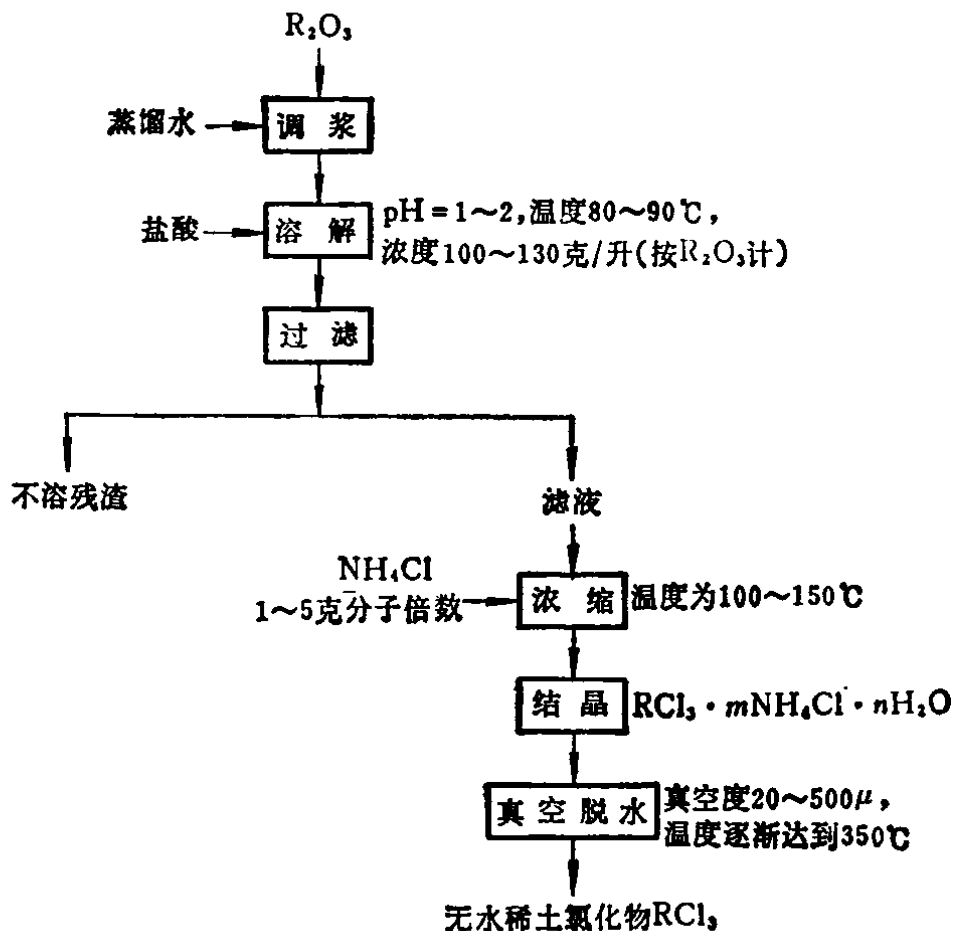 R₂O₃
蒸馏水
调浆
盐酸
溶解
pH=1～2,温度80～90℃,
浓度100～130克/升(按R₂O₃计)
过滤
不溶残渣
滤液
NH₄Cl
1～5克分子倍数
浓缩
温度为100～150℃
结晶
RCl₃·mNH₄Cl·nH₂O
真空脱水
真空度20～500μ,
温度逐渐达到350℃
无水稀土氯化物RCl₃